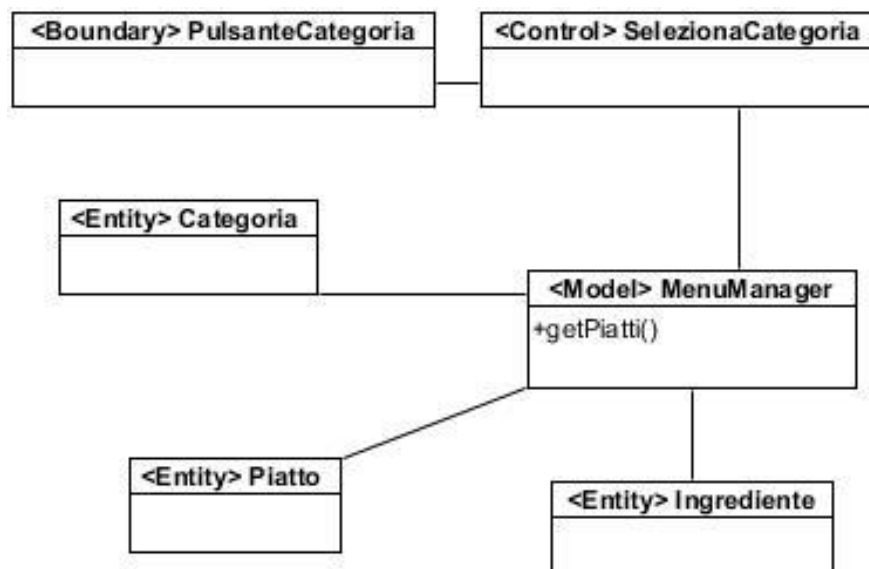 <Boundary> PulsanteCategoria
<Control> SelezionaCategoria
<Entity> Categoria
<Model> MenuManager
+getPiatti()
<Entity> Piatto
<Entity> Ingrediente